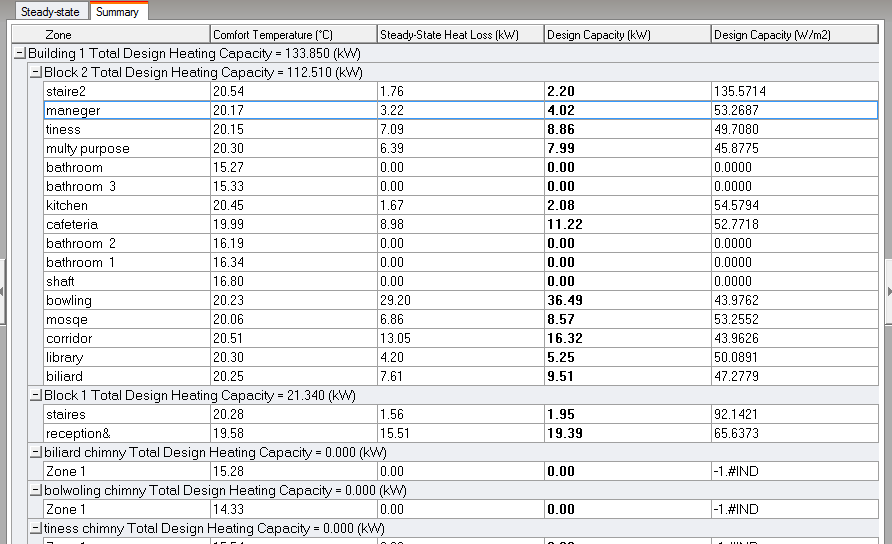 Steady-state Summary
Zone Comfort Temperature (°C) Steady-State Heat Loss (kW) Design Capacity (kW) Design Capacity (W/m2)
Building 1 Total Design Heating Capacity = 133.850 (kW)
Block 2 Total Design Heating Capacity = 112.510 (kW)
staire2 20.54 1.76 2.20 135.5714
maneger 20.17 3.22 4.02 53.2687
tiness 20.15 7.09 8.86 49.7080
multy purpose 20.30 6.39 7.99 45.8775
bathroom 15.27 0.00 0.00 0.0000
bathroom 3 15.33 0.00 0.00 0.0000
kitchen 20.45 1.67 2.08 54.5794
cafeteria 19.99 8.98 11.22 52.7718
bathroom 2 16.19 0.00 0.00 0.0000
bathroom 1 16.34 0.00 0.00 0.0000
shaft 16.80 0.00 0.00 0.0000
bowling 20.23 29.20 36.49 43.9762
mosqe 20.06 6.86 8.57 53.2552
corridor 20.51 13.05 16.32 43.9626
library 20.30 4.20 5.25 50.0891
biliard 20.25 7.61 9.51 47.2779
Block 1 Total Design Heating Capacity = 21.340 (kW)
staires 20.28 1.56 1.95 92.1421
reception& 19.58 15.51 19.39 65.6373
biliard chimny Total Design Heating Capacity = 0.000 (kW)
Zone 1 15.28 0.00 0.00 -1.#IND
bolwoling chimny Total Design Heating Capacity = 0.000 (kW)
Zone 1 14.33 0.00 0.00 -1.#IND
tiness chimny Total Design Heating Capacity = 0.000 (kW)